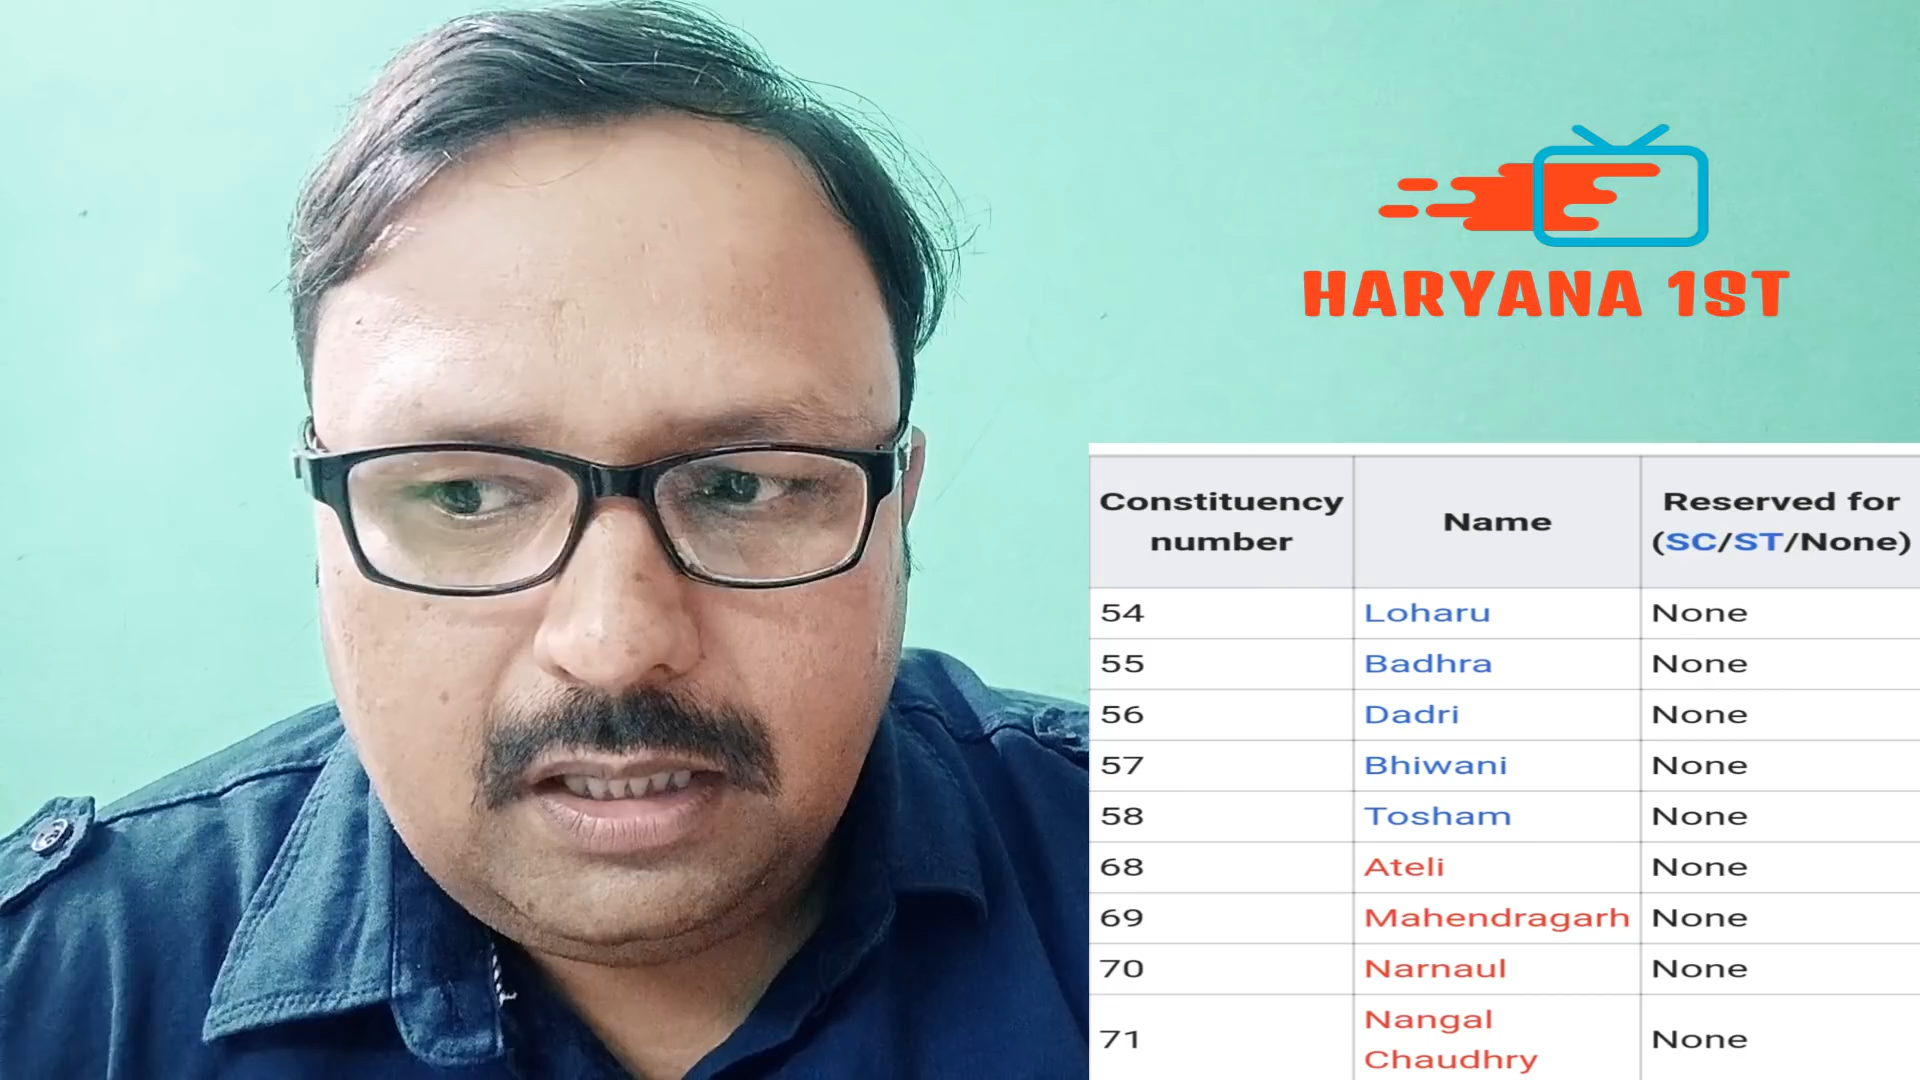 HARYANA 1ST
Constituency number Name Reserved for (SC/ST/None)
54 Loharu None
55 Badhra None
56 Dadri None
57 Bhiwani None
58 Tosham None
68 Ateli None
69 Mahendragarh None
70 Narnaul None
71 Nangal Chaudhry None